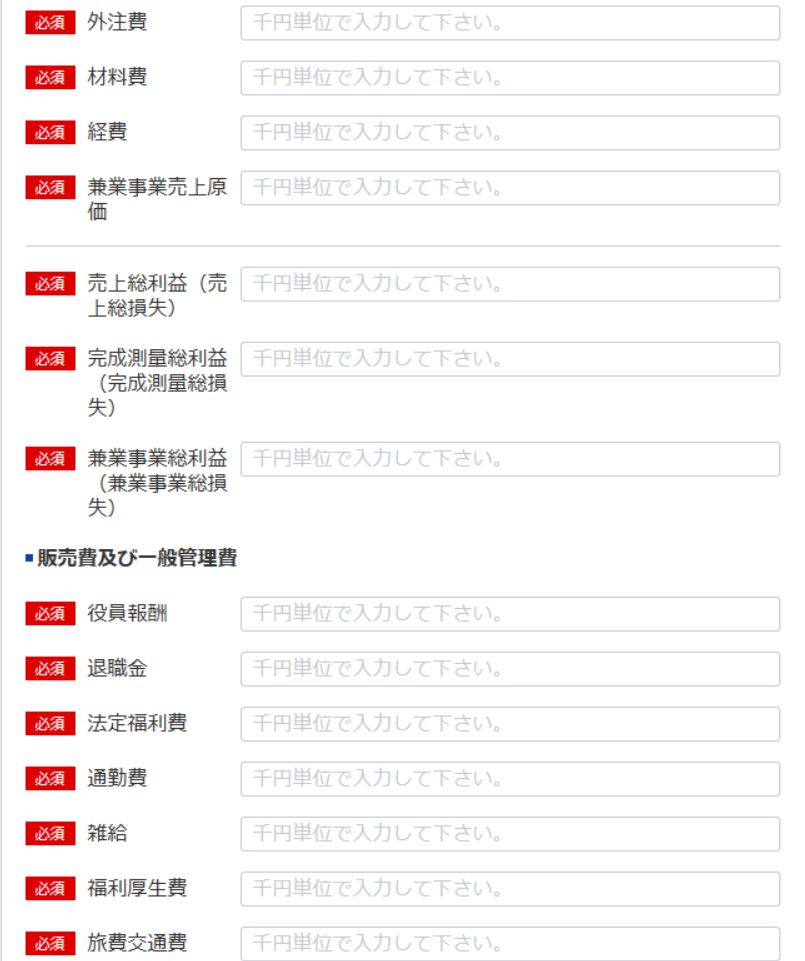 必須 外注費 千円単位で入力して下さい。
必須 材料費 千円単位で入力して下さい。
必須 経費 千円単位で入力して下さい。
必須 兼業事業売上原 千円単位で入力して下さい。
価
必須 売上総利益（売 千円単位で入力して下さい。
上総損失）
必須 完成測量総利益 千円単位で入力して下さい。
（完成測量総損
失）
必須 兼業事業総利益 千円単位で入力して下さい。
（兼業事業総損
失）
販売費及び一般管理費
必須 役員報酬 千円単位で入力して下さい。
必須 退職金 千円単位で入力して下さい。
必須 法定福利費 千円単位で入力して下さい。
必須 通勤費 千円単位で入力して下さい。
必須 雑給 千円単位で入力して下さい。
必須 福利厚生費 千円単位で入力して下さい。
必須 旅費交通費 千円単位で入力して下さい。